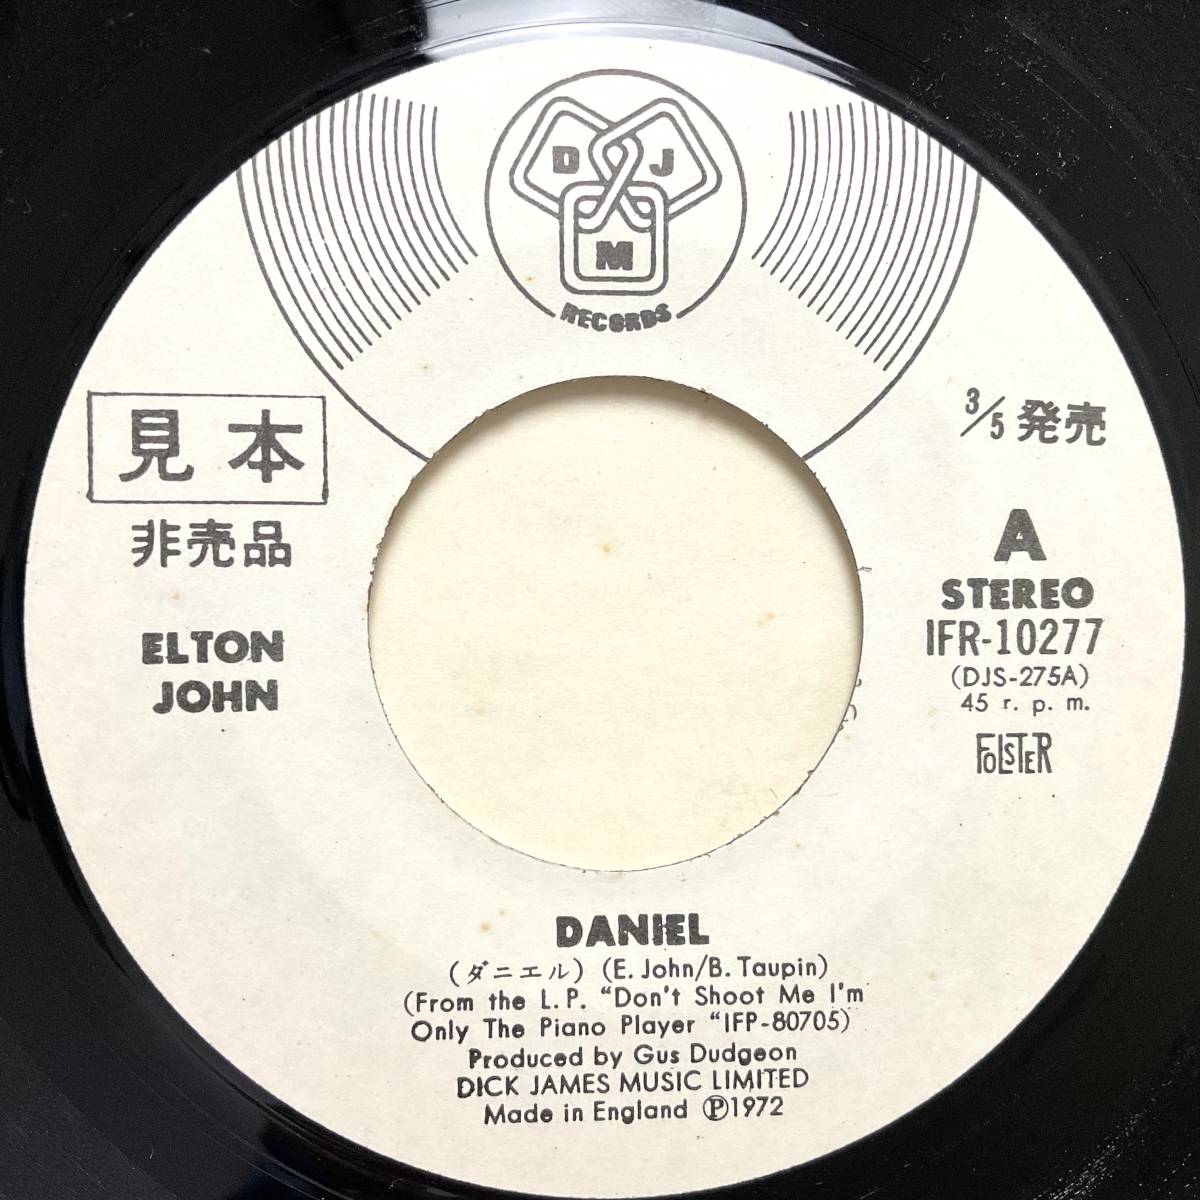 D J
M
RECORDS
見本
非売品
ELTON
JOHN
3/5 発売
A
STEREO
IFR-10277
(DJS-275A)
45 r. p. m.
FOLSTER
DANIEL
(ダニエル) (E. John/B. Taupin)
(From the L.P. "Don't Shoot Me I'm
Only The Piano Player "IFP-80705)
Produced by Gus Dudgeon
DICK JAMES MUSIC LIMITED
Made in England Ⓟ1972